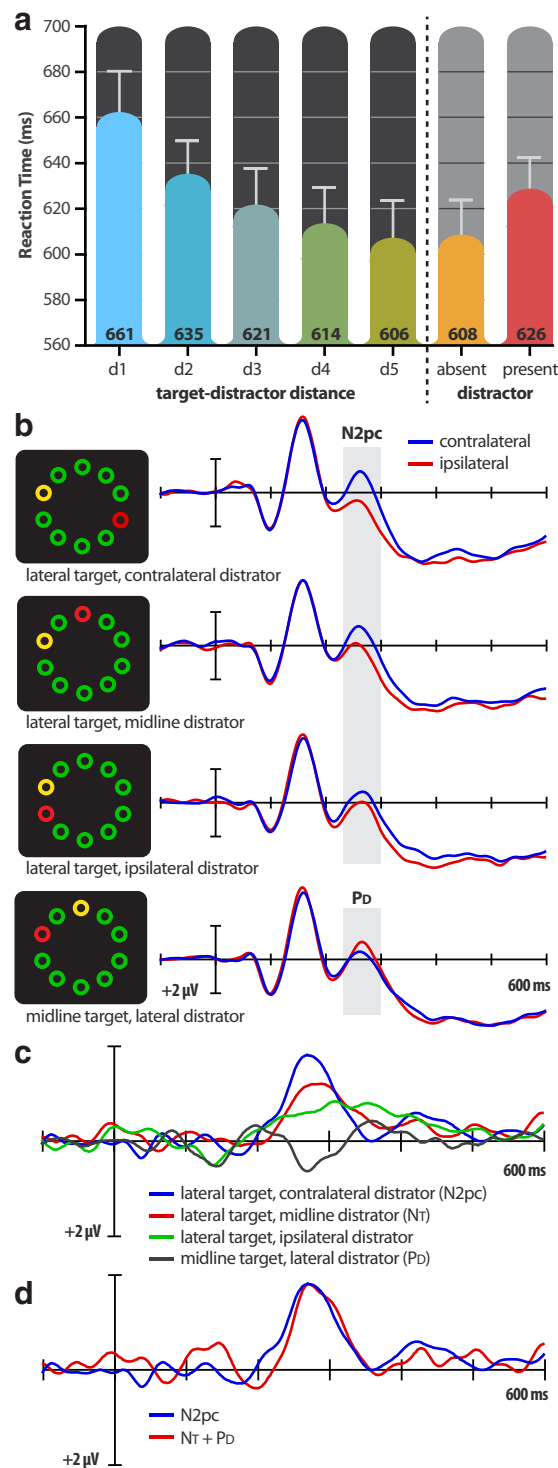 a
700
680
660
640
620
600
580
560
Reaction Time (ms)
661 635 621 614 606 608 626
d1 d2 d3 d4 d5 absent present
target-distractor distance distractor
b
N2pc
contralateral
ipsilateral
lateral target, contralateral distrator
lateral target, midline distrator
lateral target, ipsilateral distrator
PD
+2 µV
600 ms
midline target, lateral distrator
c
600 ms
+2 µV
lateral target, contralateral distrator (N2pc)
lateral target, midline distrator (NT)
lateral target, ipsilateral distrator
midline target, lateral distrator (PD)
d
600 ms
N2pc
NT + PD
+2 µV